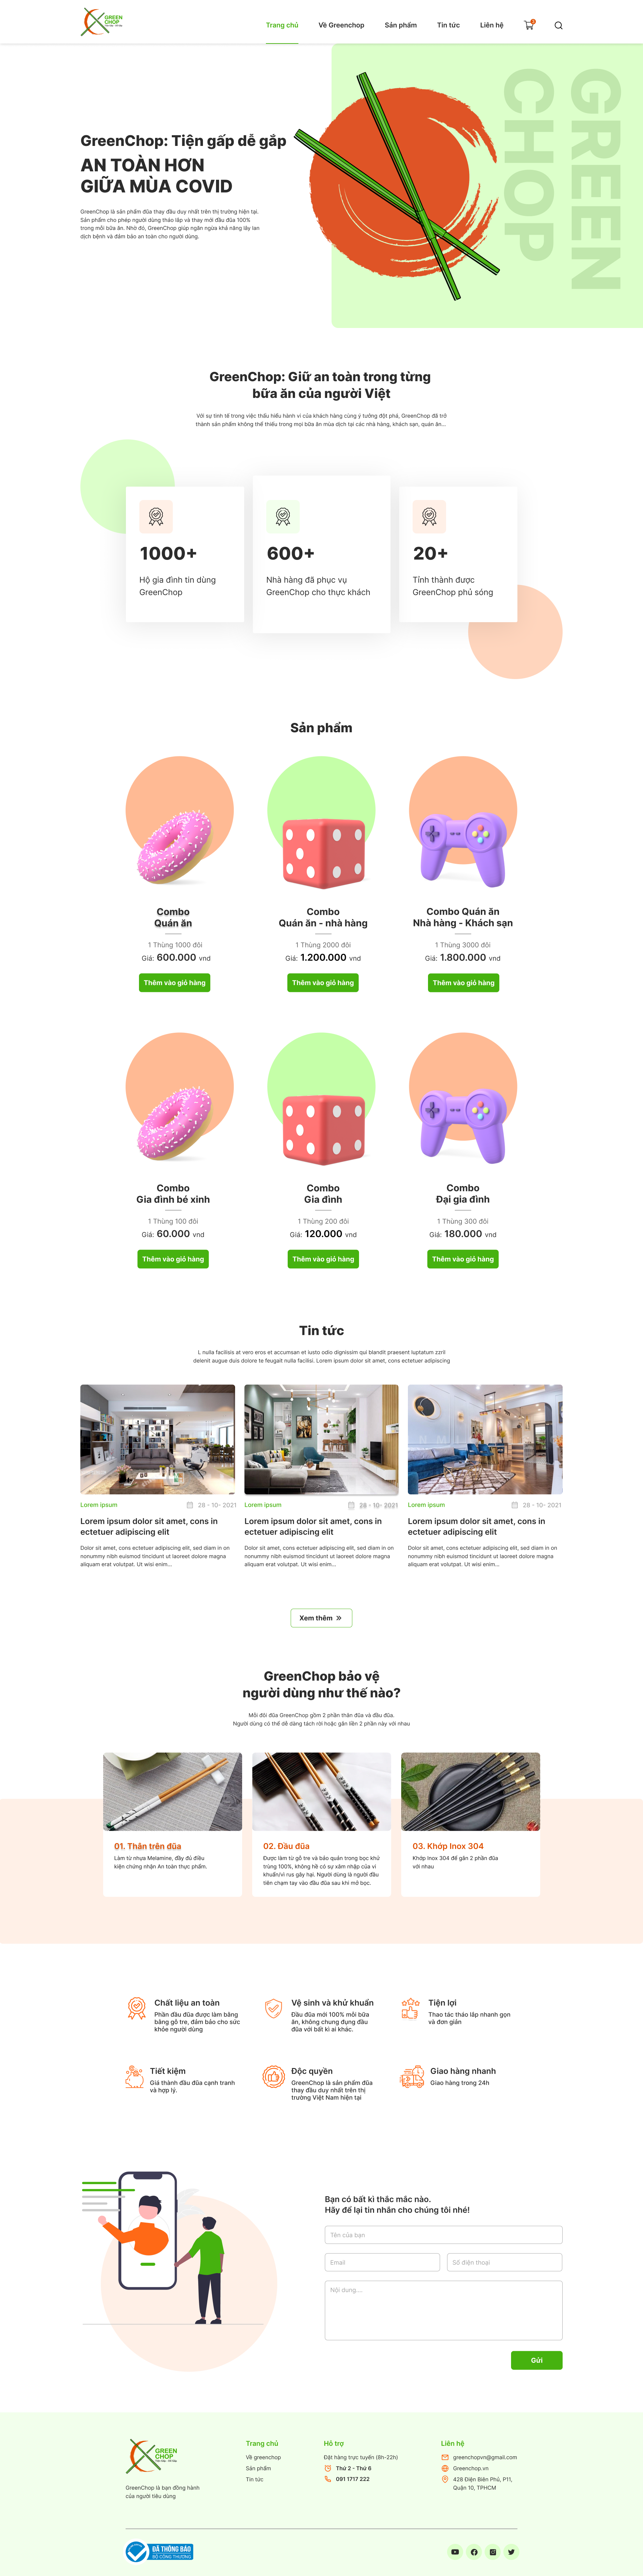 GREEN
CHOP
Trang chủ
Về Greenchop
Sản phẩm
Tin tức
Liên hệ
GreenChop: Tiện gấp dễ gắp
AN TOÀN HƠN
GIỮA MÙA COVID
GreenChop là sản phẩm đũa thay đầu duy nhất trên thị trường hiện tại.
Sản phẩm cho phép người dùng tháo lắp và thay mới đầu đũa 100%
trong mỗi bữa ăn. Nhờ đó, GreenChop giúp ngăn ngừa khả năng lây lan
dịch bệnh và đảm bảo an toàn cho người dùng.
GREEN
CHOP
GreenChop: Giữ an toàn trong từng
bữa ăn của người Việt
Với sự tinh tế trong việc thấu hiểu hành vi của khách hàng cùng ý tưởng đột phá, GreenChop đã trở
thành sản phẩm không thể thiếu trong mọi bữa ăn mùa dịch tại các nhà hàng, khách sạn, quán ăn...
1000+
Hộ gia đình tin dùng
GreenChop
600+
Nhà hàng đã phục vụ
GreenChop cho thực khách
20+
Tỉnh thành được
GreenChop phủ sóng
Sản phẩm
Combo
Quán ăn
1 Thùng 1000 đôi
Giá: 600.000 vnd
Thêm vào giỏ hàng
Combo
Quán ăn - nhà hàng
1 Thùng 2000 đôi
Giá: 1.200.000 vnd
Thêm vào giỏ hàng
Combo Quán ăn
Nhà hàng - Khách sạn
1 Thùng 3000 đôi
Giá: 1.800.000 vnd
Thêm vào giỏ hàng
Combo
Gia đình bé xinh
1 Thùng 100 đôi
Giá: 60.000 vnd
Thêm vào giỏ hàng
Combo
Gia đình
1 Thùng 200 đôi
Giá: 120.000 vnd
Thêm vào giỏ hàng
Combo
Đại gia đình
1 Thùng 300 đôi
Giá: 180.000 vnd
Thêm vào giỏ hàng
Tin tức
L nulla facilisis at vero eros et accumsan et iusto odio dignissim qui blandit praesent luptatum zzril
delenit augue duis dolore te feugait nulla facilisi. Lorem ipsum dolor sit amet, cons ectetuer adipiscing
Lorem ipsum
28 - 10- 2021
Lorem ipsum dolor sit amet, cons in
ectetuer adipiscing elit
Dolor sit amet, cons ectetuer adipiscing elit, sed diam in on
nonummy nibh euismod tincidunt ut laoreet dolore magna
aliquam erat volutpat. Ut wisi enim...
Lorem ipsum
28 - 10- 2021
Lorem ipsum dolor sit amet, cons in
ectetuer adipiscing elit
Dolor sit amet, cons ectetuer adipiscing elit, sed diam in on
nonummy nibh euismod tincidunt ut laoreet dolore magna
aliquam erat volutpat. Ut wisi enim...
Lorem ipsum
28 - 10- 2021
Lorem ipsum dolor sit amet, cons in
ectetuer adipiscing elit
Dolor sit amet, cons ectetuer adipiscing elit, sed diam in on
nonummy nibh euismod tincidunt ut laoreet dolore magna
aliquam erat volutpat. Ut wisi enim...
Xem thêm
GreenChop bảo vệ
người dùng như thế nào?
Mỗi đôi đũa GreenChop gồm 2 phần thân đũa và đầu đũa.
Người dùng có thể dễ dàng tách rời hoặc gắn liền 2 phần này với nhau
01. Thân trên đũa
Làm từ nhựa Melamine, đầy đủ điều
kiện chứng nhận An toàn thực phẩm.
02. Đầu đũa
Được làm từ gỗ tre và bảo quản trong bọc khử
trùng 100%, không hề có sự xâm nhập của vi
khuẩn/vi rus gây hại. Người dùng là người đầu
tiên chạm tay vào đầu đũa sau khi mở bọc.
03. Khớp Inox 304
Khớp Inox 304 để gắn 2 phần đũa
với nhau
Chất liệu an toàn
Phần đầu đũa được làm bằng
bằng gỗ tre, đảm bảo cho sức
khỏe người dùng
Vệ sinh và khử khuẩn
Đầu đũa mới 100% mỗi bữa
ăn, không chung đụng đầu
đũa với bất kì ai khác.
Tiện lợi
Thao tác tháo lắp nhanh gọn
và đơn giản
Tiết kiệm
Giá thành đầu đũa cạnh tranh
và hợp lý.
Độc quyền
GreenChop là sản phẩm đũa
thay đầu duy nhất trên thị
trường Việt Nam hiện tại
Giao hàng nhanh
Giao hàng trong 24h
Bạn có bất kì thắc mắc nào.
Hãy để lại tin nhắn cho chúng tôi nhé!
Tên của bạn
Email
Số điện thoại
Nội dung...
Gửi
GREEN
CHOP
GreenChop là bạn đồng hành
của người tiêu dùng
Trang chủ
Về greenchop
Sản phẩm
Tin tức
Hỗ trợ
Đặt hàng trực tuyến (8h-22h)
Thứ 2 - Thứ 6
091 1717 222
Liên hệ
greenchopvn@gmail.com
Greenchop.vn
428 Điện Biên Phủ, P11,
Quận 10, TPHCM
ĐÃ THÔNG BÁO
BỘ CÔNG THƯƠNG